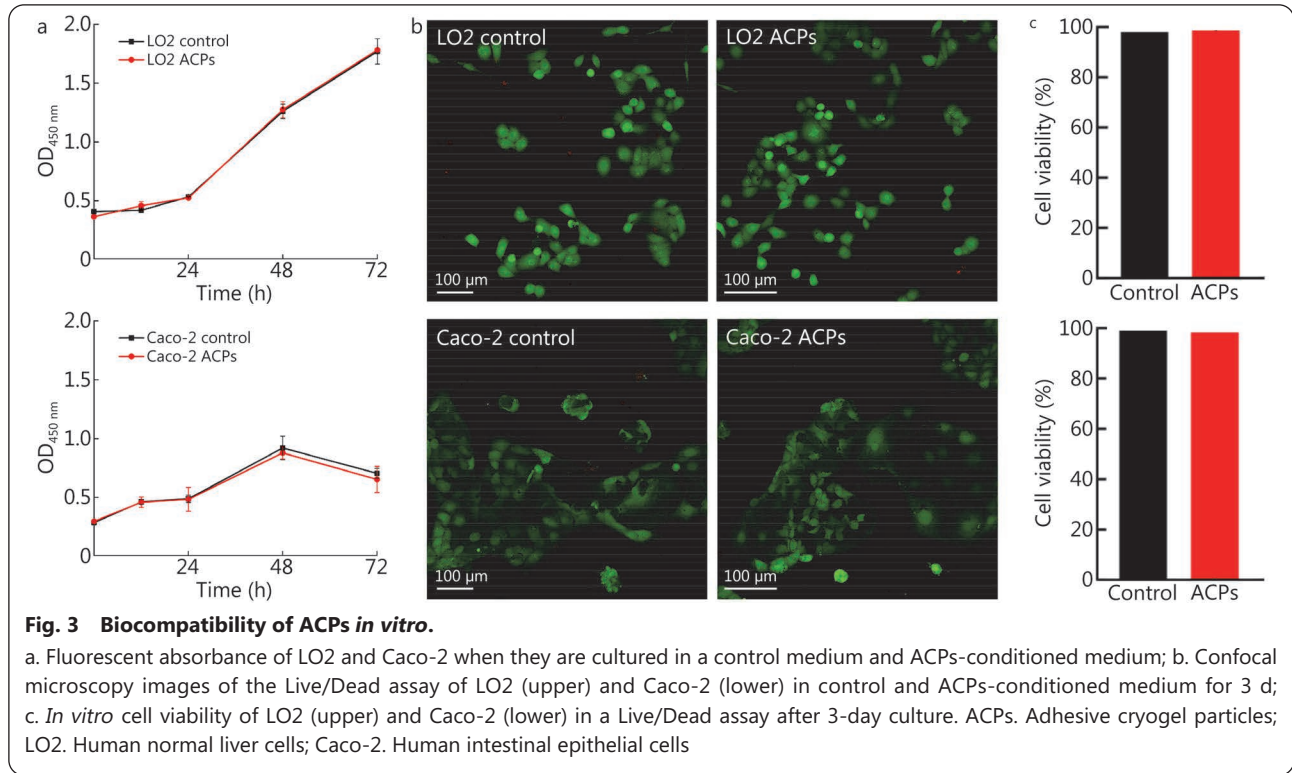 a
2.0
1.5
1.0
0.5
0
OD450 nm
LO2 control
LO2 ACPs
24
48
72
Time (h)
2.0
1.5
1.0
0.5
0
OD450 nm
Caco-2 control
Caco-2 ACPs
24
48
72
Time (h)
b
LO2 control
100 μm
LO2 ACPs
100 μm
Caco-2 control
100 μm
Caco-2 ACPs
100 μm
c
100
80
60
40
20
0
Cell viability (%)
Control ACPs
100
80
60
40
20
0
Cell viability (%)
Control ACPs
Fig. 3 Biocompatibility of ACPs in vitro.
a. Fluorescent absorbance of LO2 and Caco-2 when they are cultured in a control medium and ACPs-conditioned medium; b. Confocal
microscopy images of the Live/Dead assay of LO2 (upper) and Caco-2 (lower) in control and ACPs-conditioned medium for 3 d;
c. In vitro cell viability of LO2 (upper) and Caco-2 (lower) in a Live/Dead assay after 3-day culture. ACPs. Adhesive cryogel particles;
LO2. Human normal liver cells; Caco-2. Human intestinal epithelial cells